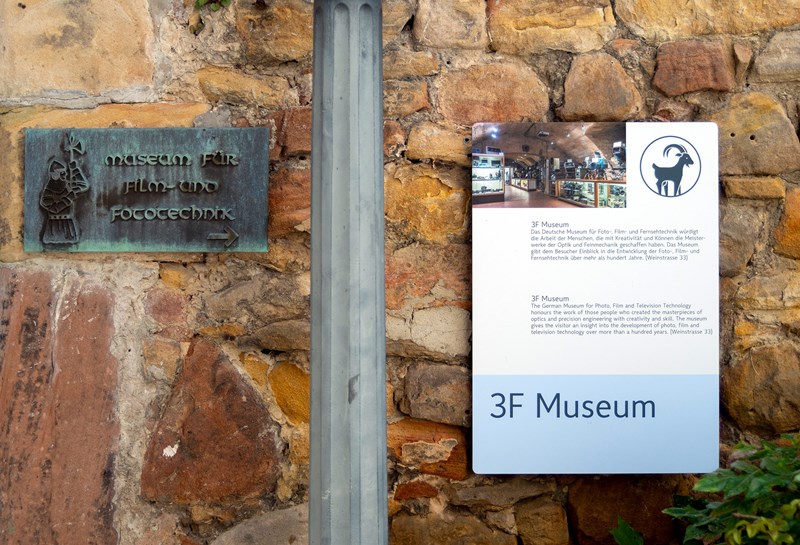 MUSEUM FÜR
FILM- UND
FOTOTECHNIK
3F Museum
Das Deutsche Museum für Foto-, Film- und Fernsehtechnik würdigt
die Arbeit der Menschen, die mit Kreativität und Können die Meister-
werke der Optik und Feinmechanik geschaffen haben. Das Museum
gibt dem Besucher Einblick in die Entwicklung der Foto-, Film- und
Fernsehtechnik über mehr als hundert Jahre. (Weinstrasse 33)
3F Museum
The German Museum for Photo, Film and Television Technology
honours the work of those people who created the masterpieces of
optics and precision engineering with creativity and skill. The museum
gives the visitor an insight into the development of photo, film and
television technology over more than a hundred years. (Weinstrasse 33)
3F Museum